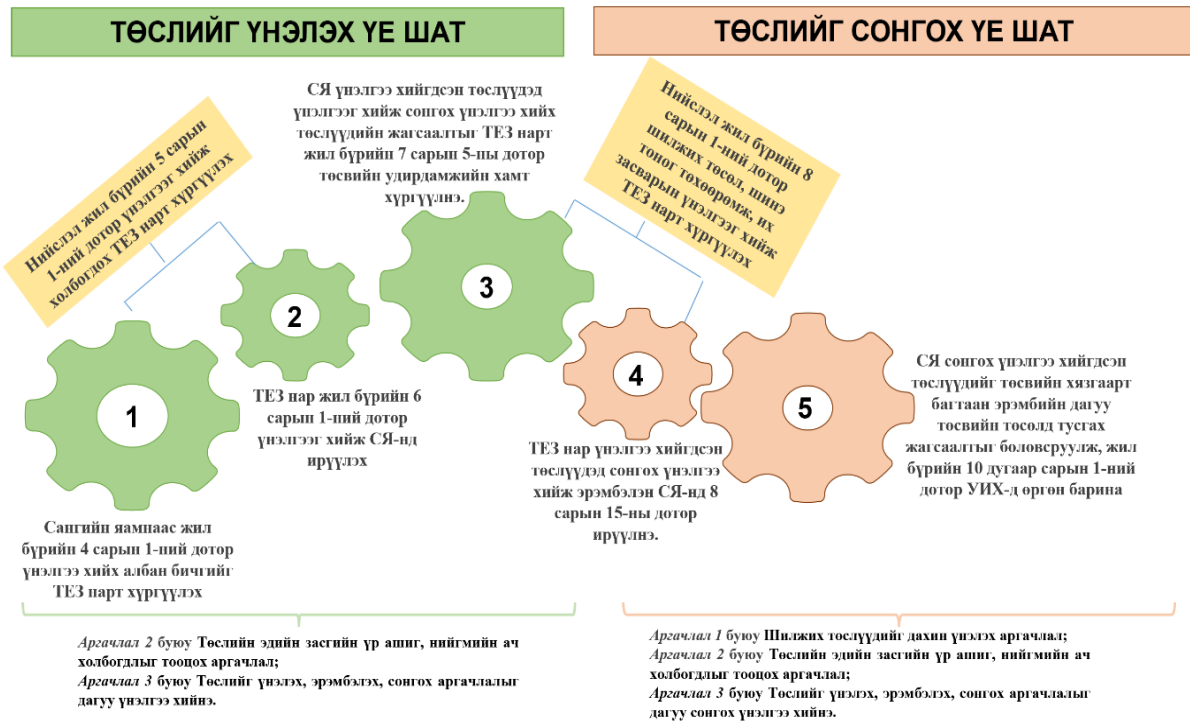 ТӨСЛИЙГ ҮНЭЛЭХ ҮЕ ШАТ
ТӨСЛИЙГ СОНГОХ ҮЕ ШАТ
Нийслэл жил бүрийн 5 сарын
1-ний дотор үнэлгээг хийж
холбогдох ТЕЗ нарт хүргүүлэх
СЯ үнэлгээ хийгдсэн төслүүдэд
үнэлгээг хийж сонгох үнэлгээ хийх
төслүүдийн жагсаалтыг ТЕЗ нарт
жил бүрийн 7 сарын 5-ны дотор
төсвийн удирдамжийн хамт
хүргүүлнэ.
Нийслэл жил бүрийн 8
сарын 1-ний дотор
шилжих төсөл, шинэ
тоног төхөөрөмж, их
засварын үнэлгээг хийж
ТЕЗ нарт хүргүүлэх
1
Сангийн яамнаас жил
бүрийн 4 сарын 1-ний дотор
үнэлгээ хийх албан бичгийг
ТЕЗ нарт хүргүүлэх
2
ТЕЗ нар жил бүрийн 6
сарын 1-ний дотор
үнэлгээг хийж СЯ-нд
ирүүлэх
3
4
ТЕЗ нар үнэлгээ хийгдсэн
төслүүдэд сонгох үнэлгээ
хийж эрэмбэлэн СЯ-нд 8
сарын 15-ны дотор
ирүүлнэ.
5
СЯ сонгох үнэлгээ хийгдсэн
төслүүдийг төсвийн хязгаарт
багтаан эрэмбийн дагуу
төсвийн төсөлд тусгах
жагсаалтыг боловсруулж, жил
бүрийн 10 дугаар сарын 1-ний
дотор УИХ-д өргөн барина
Аргачлал 2 буюу Төслийн эдийн засгийн үр ашиг, нийгмийн ач
холбогдлыг тооцох аргачлал;
Аргачлал 3 буюу Төслийг үнэлэх, эрэмбэлэх, сонгох аргачлалыг
дагуу үнэлгээ хийнэ.
Аргачлал 1 буюу Шилжих төслүүдийг дахин үнэлэх аргачлал;
Аргачлал 2 буюу Төслийн эдийн засгийн үр ашиг, нийгмийн ач
холбогдлыг тооцох аргачлал;
Аргачлал 3 буюу Төслийг үнэлэх, эрэмбэлэх, сонгох аргачлалыг
дагуу сонгох үнэлгээ хийнэ.